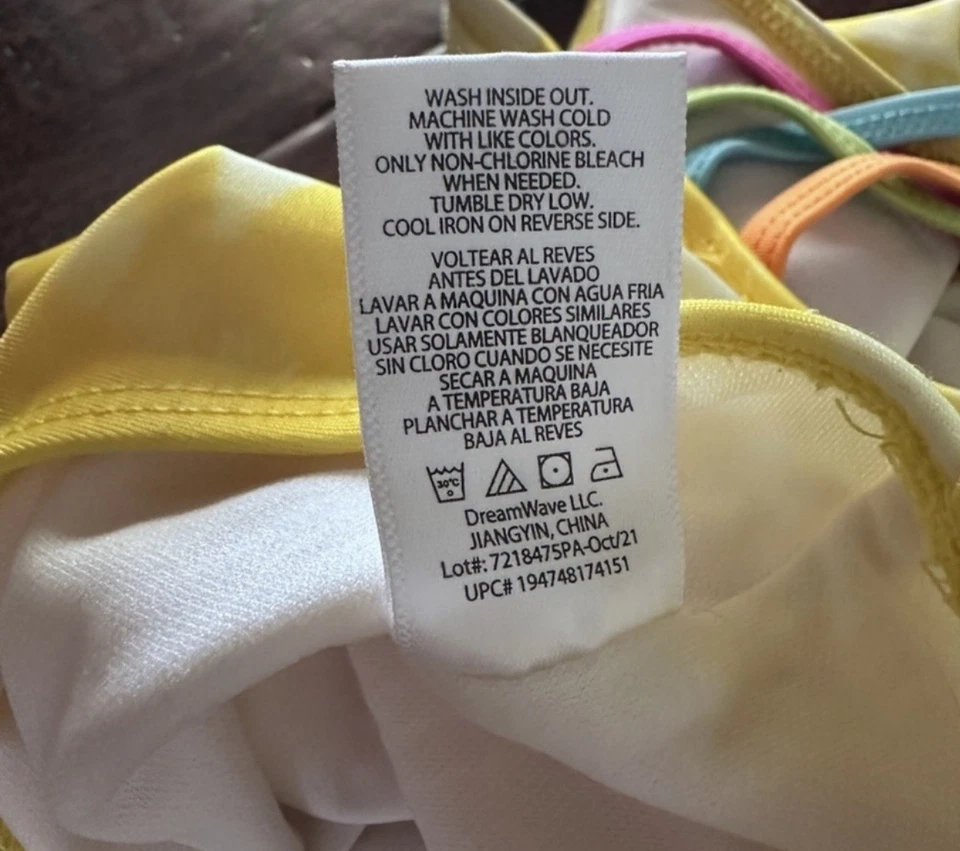 WASH INSIDE OUT.
MACHINE WASH COLD
WITH LIKE COLORS.
ONLY NON-CHLORINE BLEACH
WHEN NEEDED.
TUMBLE DRY LOW.
COOL IRON ON REVERSE SIDE.
VOLTEAR AL REVES
ANTES DEL LAVADO
LAVAR A MAQUINA CON AGUA FRIA
LAVAR CON COLORES SIMILARES
USAR SOLAMENTE BLANQUEADOR
SIN CLORO CUANDO SE NECESITE
SECAR A MAQUINA
A TEMPERATURA BAJA
PLANCHAR A TEMPERATURA
BAJA AL REVES
30°C
DreamWave LLC.
JIANGYIN, CHINA
Lot#: 7218475PA-Oct/21
UPC# 194748174151